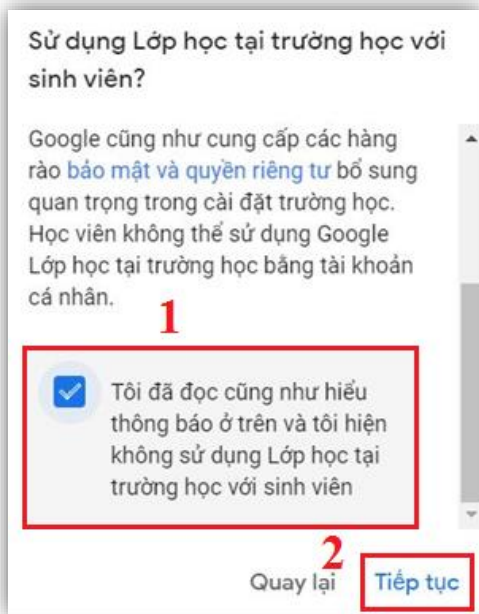 Sử dụng Lớp học tại trường học với
sinh viên?
Google cũng như cung cấp các hàng
rào bảo mật và quyền riêng tư bổ sung
quan trọng trong cài đặt trường học.
Học viên không thể sử dụng Google
Lớp học tại trường học bằng tài khoản
cá nhân.
1
Tôi đã đọc cũng như hiểu
thông báo ở trên và tôi hiện
không sử dụng Lớp học tại
trường học với sinh viên
2
Quay lại Tiếp tục